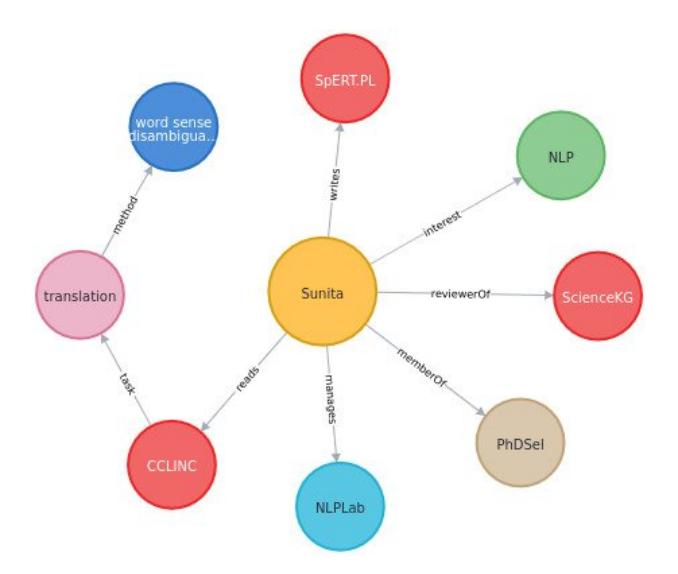 SpERT.PL
word sense
disambigua...
NLP
writes
method
interest
translation
Sunita
reviewerOf
ScienceKG
memberOf
reads
task
manages
PhDSel
CCLINC
NLPLab